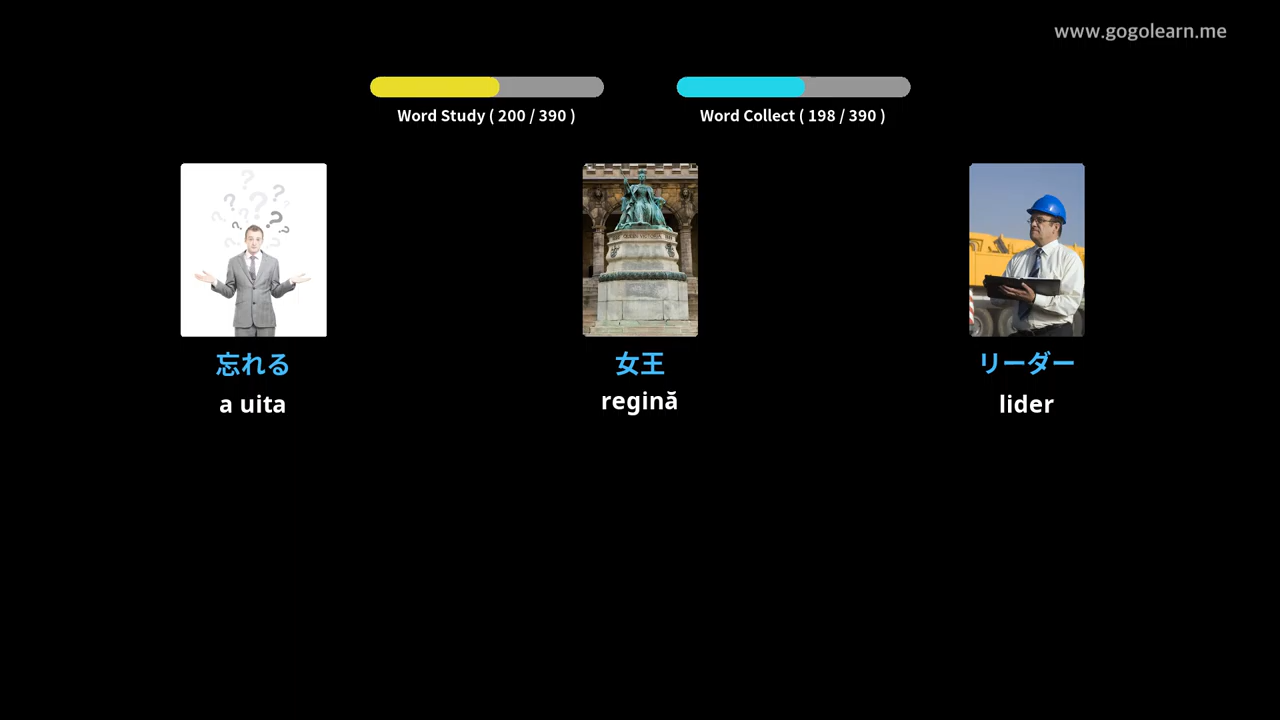 www.gogolearn.me
Word Study ( 200 / 390 )
Word Collect ( 198 / 390 )
忘れる
女王
リーダー
a uita
regină
lider